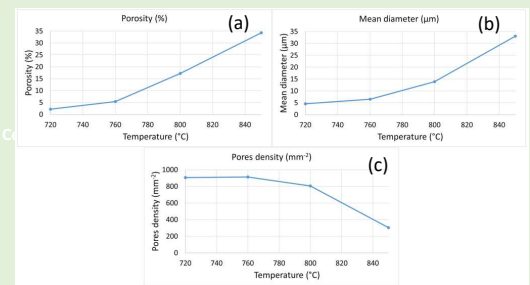 Porosity (%)
(a)
Porosity (%)
35
30
25
20
15
10
5
0
720 740 760 780 800 820 840
Temperature (°C)
Mean diameter (µm)
(b)
Mean diameter (µm)
35
30
25
20
15
10
5
0
720 740 760 780 800 820 840
Temperature (°C)
Pores density (mm⁻²)
(c)
Pores density (mm⁻²)
1000
800
600
400
200
0
720 740 760 780 800 820 840
Temperature (°C)